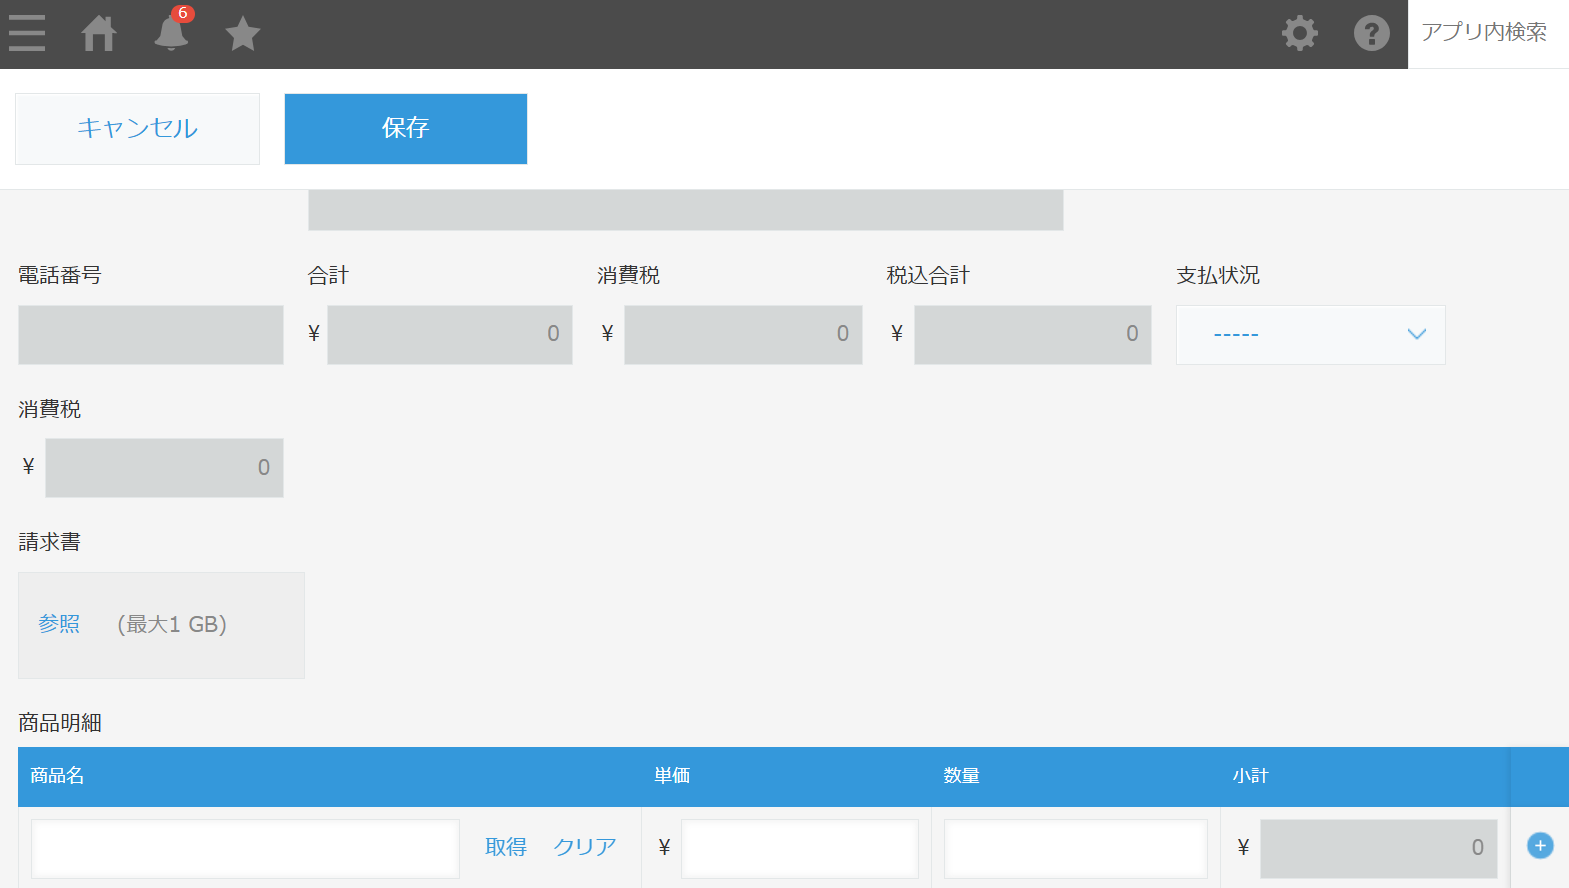 6
アプリ内検索
キャンセル 保存
電話番号 合計 消費税 税込合計 支払状況
¥ 0 ¥ 0 ¥ 0 -----
消費税
¥ 0
請求書
参照 (最大1 GB)
商品明細
商品名 単価 数量 小計
取得 クリア ¥ ¥ 0